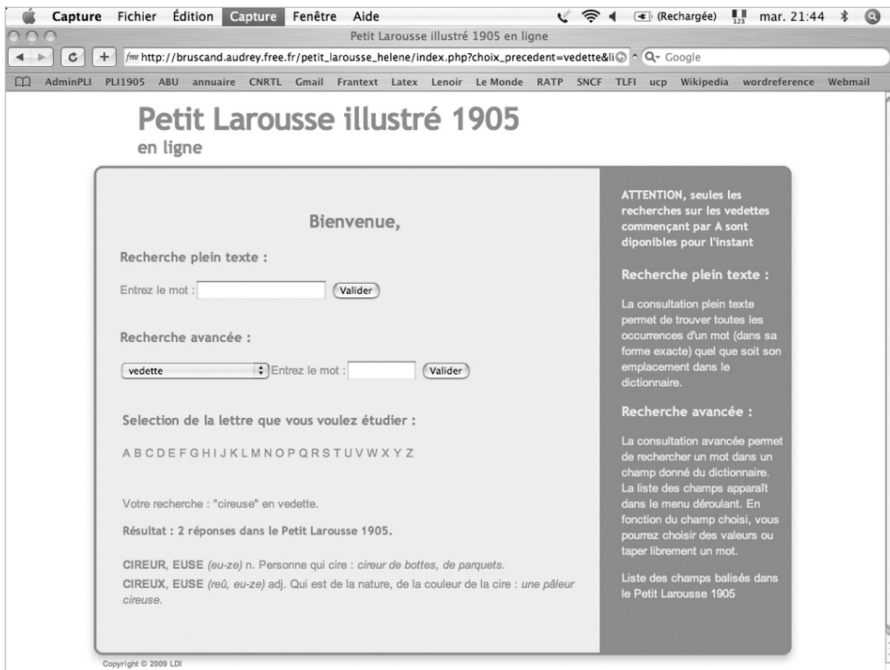 Capture Fichier Édition Capture Fenêtre Aide (Rechargée) 123 mar. 21:44
Petit Larousse illustré 1905 en ligne
free http://bruscand.audrey.free.fr/petit_larousse_helene/index.php?choix_precedent=vedette&li Q- Google
AdminPLI PLI1905 ABU annuaire CNRTL Gmail Frantext Latex Lenoir Le Monde RATP SNCF TLFI ucp Wikipedia wordreference Webmail
Petit Larousse illustré 1905
en ligne
Bienvenue,
Recherche plein texte :
Entrez le mot : Valider
Recherche avancée :
vedette Entrez le mot : Valider
Selection de la lettre que vous voulez étudier :
A B C D E F G H I J K L M N O P Q R S T U V W X Y Z
Votre recherche : "cireuse" en vedette.
Résultat : 2 réponses dans le Petit Larousse 1905.
CIREUR, EUSE (eu-ze) n. Personne qui cire : cireur de bottes, de parquets.
CIREUX, EUSE (reû, eu-ze) adj. Qui est de la nature, de la couleur de la cire : une pâleur
cireuse.
ATTENTION, seules les
recherches sur les vedettes
commençant par A sont
diponibles pour l'instant
Recherche plein texte :
La consultation plein texte
permet de trouver toutes les
occurrences d'un mot (dans sa
forme exacte) quel que soit son
emplacement dans le
dictionnaire.
Recherche avancée :
La consultation avancée permet
de rechercher un mot dans un
champ donné du dictionnaire.
La liste des champs apparaît
dans le menu déroulant. En
fonction du champ choisi, vous
pourrez choisir des valeurs ou
taper librement un mot.
Liste des champs balisés dans
le Petit Larousse 1905
Copyright © 2009 LDI